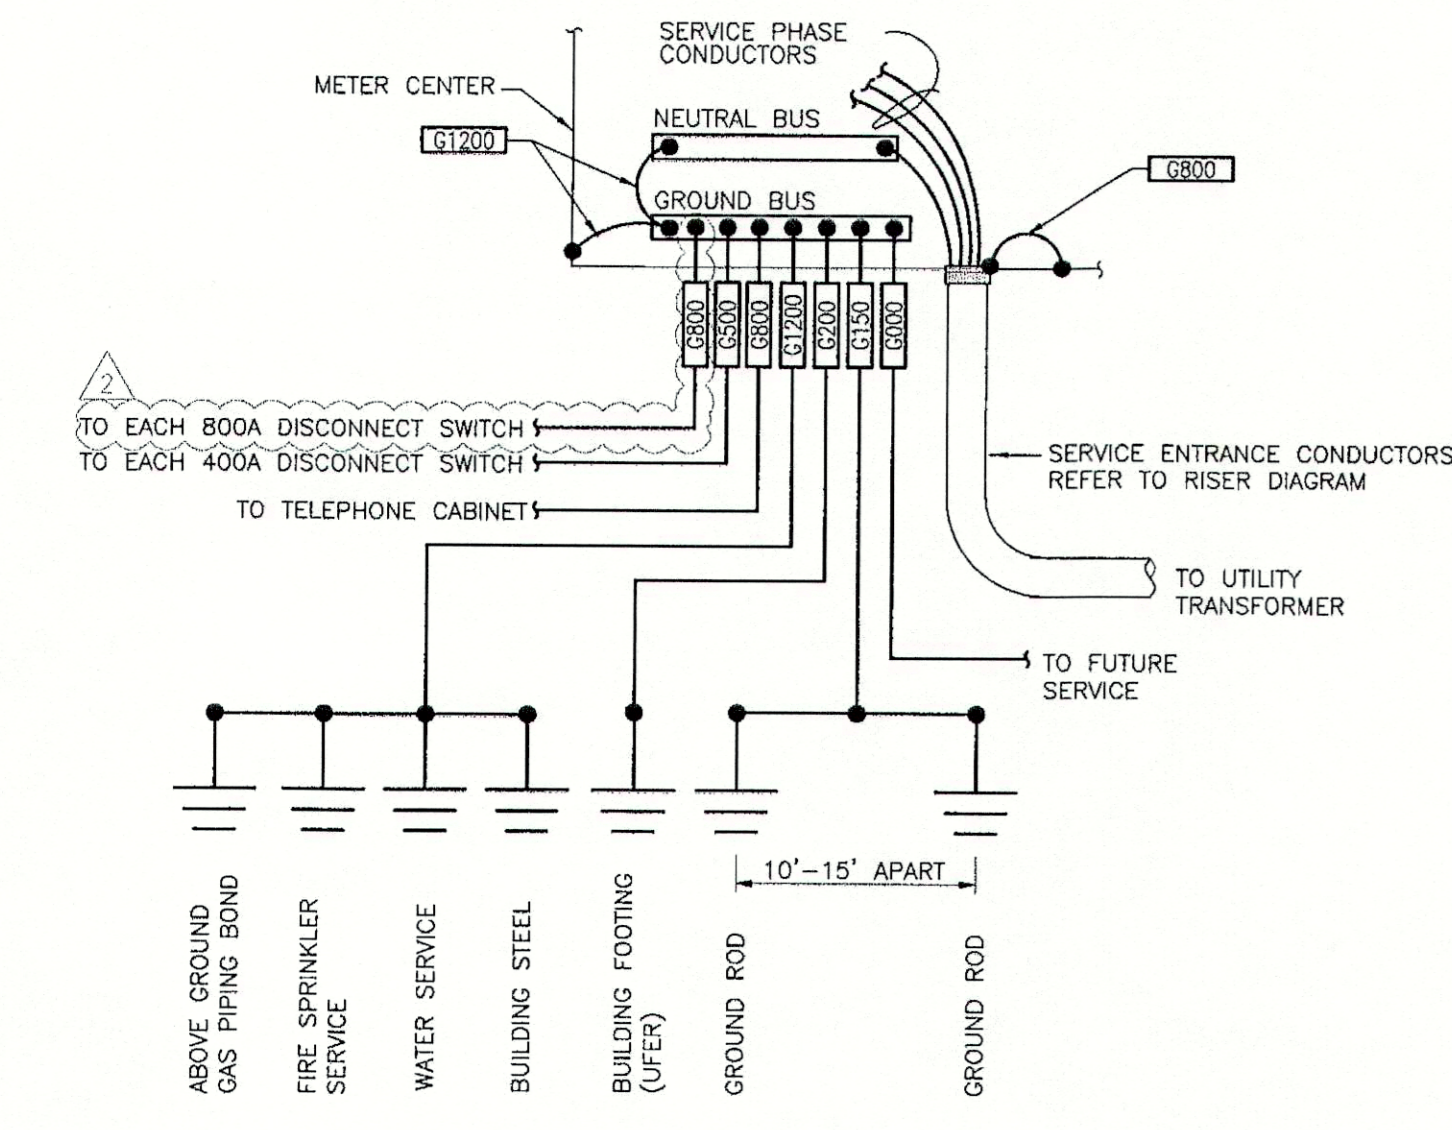 SERVICE PHASE
CONDUCTORS
METER CENTER
NEUTRAL BUS
G1200
G800
GROUND BUS
G800
G500
G800
G1200
G200
G150
G000
2
TO EACH 800A DISCONNECT SWITCH
TO EACH 400A DISCONNECT SWITCH
SERVICE ENTRANCE CONDUCTORS
REFER TO RISER DIAGRAM
TO TELEPHONE CABINET
TO UTILITY
TRANSFORMER
TO FUTURE
SERVICE
10'-15' APART
ABOVE GROUND
GAS PIPING BOND
FIRE SPRINKLER
SERVICE
WATER SERVICE
BUILDING STEEL
BUILDING FOOTING
(UFER)
GROUND ROD
GROUND ROD